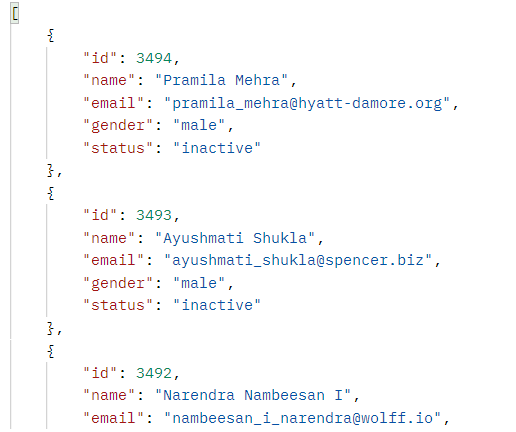 [
{
"id": 3494,
"name": "Pramila Mehra",
"email": "pramila_mehra@hyatt-damore.org",
"gender": "male",
"status": "inactive"
},
{
"id": 3493,
"name": "Ayushmati Shukla",
"email": "ayushmati_shukla@spencer.biz",
"gender": "male",
"status": "inactive"
},
{
"id": 3492,
"name": "Narendra Nambeesan I",
"email": "nambeesan_i_narendra@wolff.io",